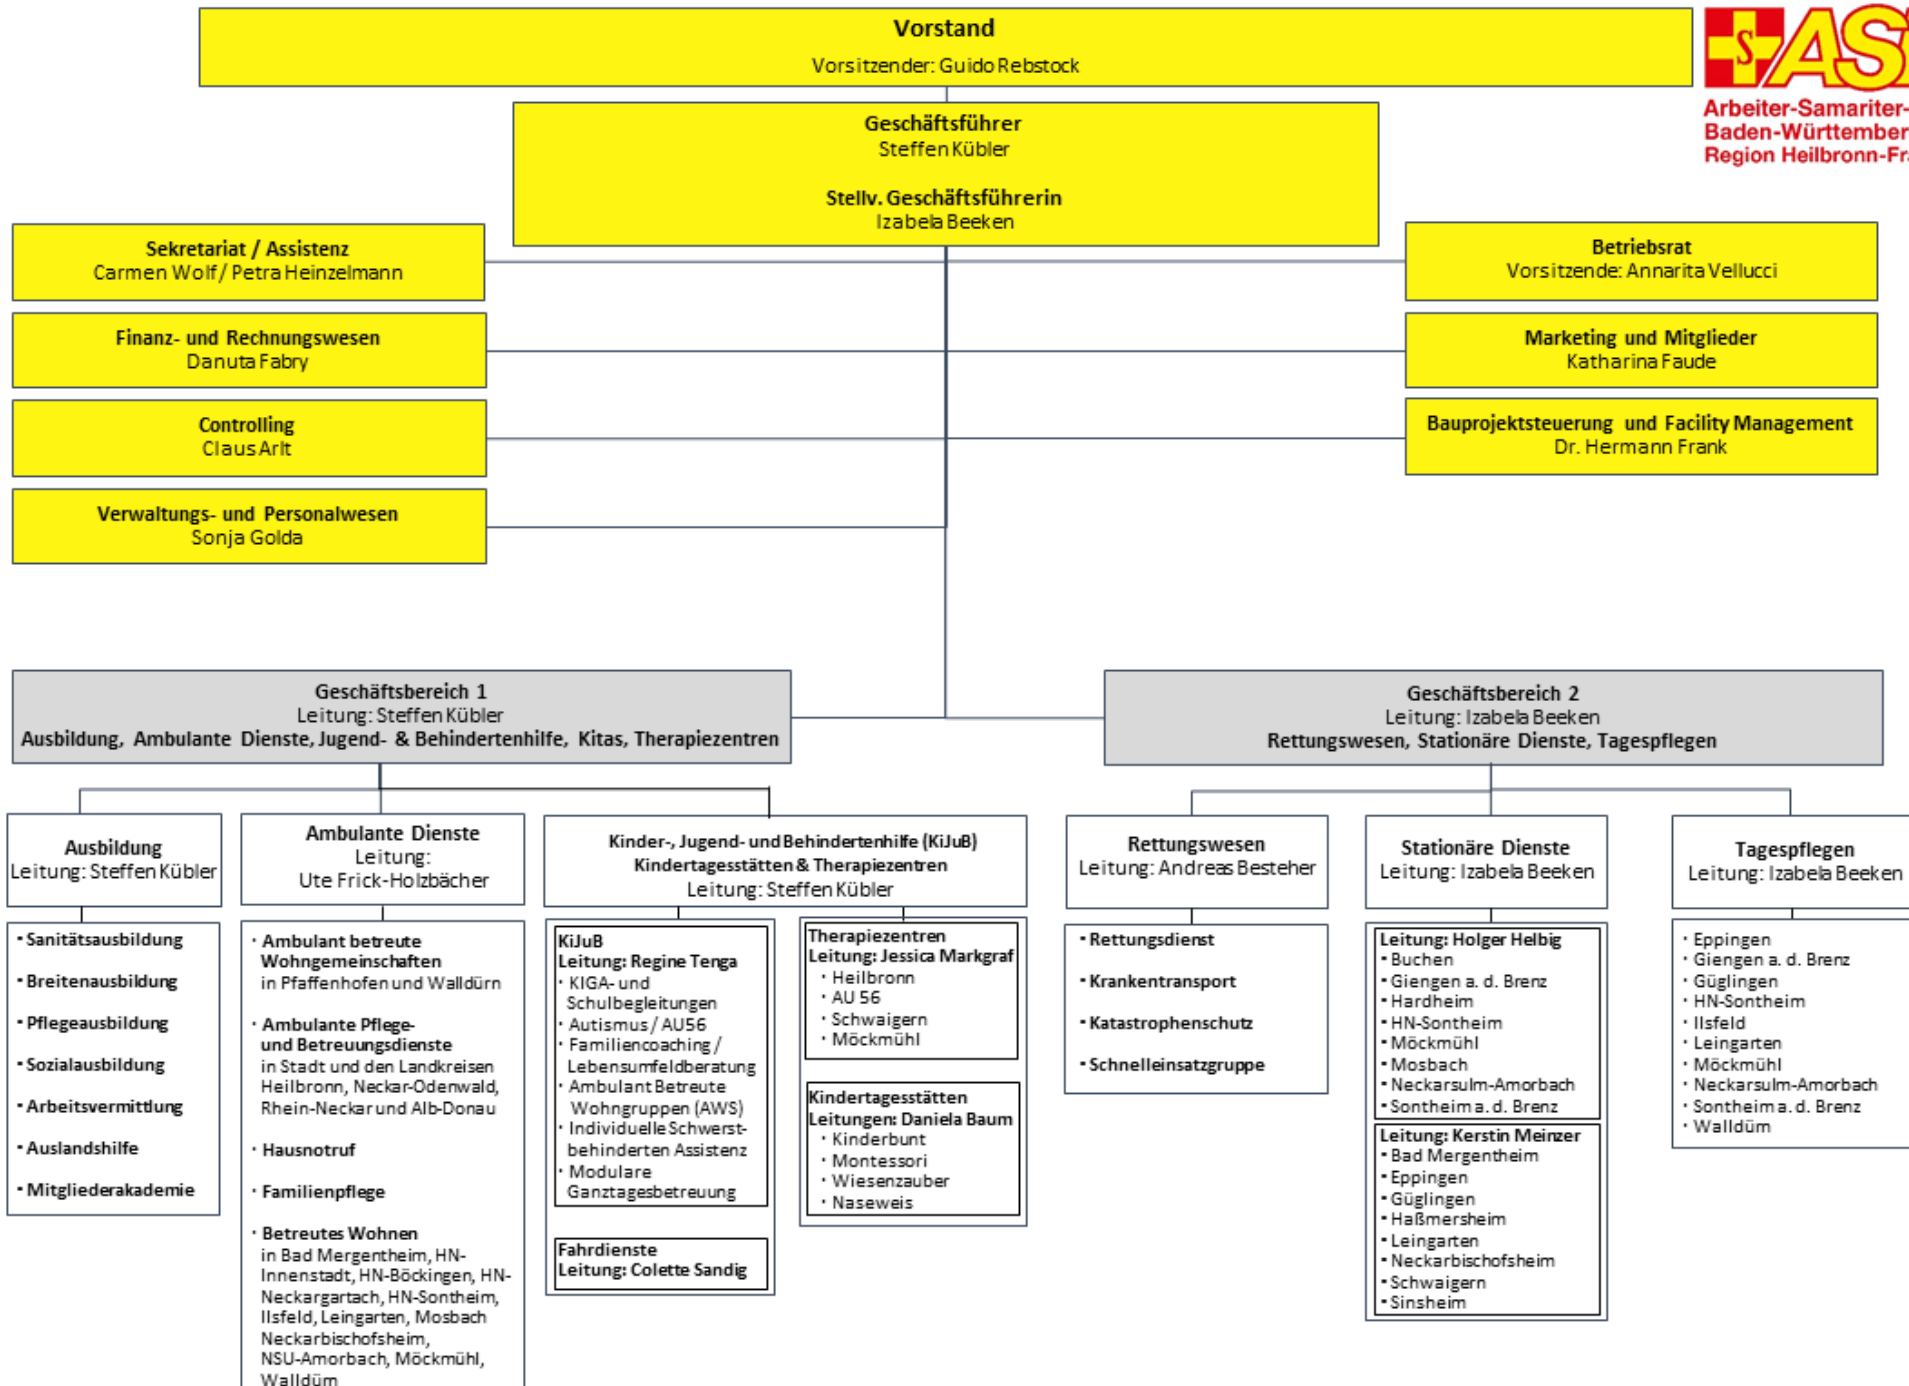 Vorstand
Vorsitzender: Guido Rebstock
Arbeiter-Samariter-
Baden-Württember
Region Heilbronn-Fra
Geschäftsführer
Steffen Kübler
Stellv. Geschäftsführerin
Izabela Beeken
Sekretariat / Assistenz
Carmen Wolf / Petra Heinzelmann
Finanz- und Rechnungswesen
Danuta Fabry
Controlling
Claus Arlt
Verwaltungs- und Personalwesen
Sonja Golda
Betriebsrat
Vorsitzende: Annarita Vellucci
Marketing und Mitglieder
Katharina Faude
Bauprojektsteuerung und Facility Management
Dr. Hermann Frank
Geschäftsbereich 1
Leitung: Steffen Kübler
Ausbildung, Ambulante Dienste, Jugend- & Behindertenhilfe, Kitas, Therapiezentren
Geschäftsbereich 2
Leitung: Izabela Beeken
Rettungswesen, Stationäre Dienste, Tagespflegen
Ausbildung
Leitung: Steffen Kübler
▪ Sanitätsausbildung
▪ Breitenausbildung
▪ Pflegeausbildung
▪ Sozialausbildung
▪ Arbeitsvermittlung
▪ Auslandshilfe
▪ Mitgliederakademie
Ambulante Dienste
Leitung:
Ute Frick-Holzbächer
· Ambulant betreute
Wohngemeinschaften
in Pfaffenhofen und Walldürn
· Ambulante Pflege-
und Betreuungsdienste
in Stadt und den Landkreisen
Heilbronn, Neckar-Odenwald,
Rhein-Neckar und Alb-Donau
· Hausnotruf
· Familienpflege
· Betreutes Wohnen
in Bad Mergentheim, HN-
Innenstadt, HN-Böckingen, HN-
Neckargartach, HN-Sontheim,
Ilsfeld, Leingarten, Mosbach
Neckarbischofsheim,
NSU-Amorbach, Möckmühl,
Walldürn
Kinder-, Jugend- und Behindertenhilfe (KiJuB)
Kindertagesstätten & Therapiezentren
Leitung: Steffen Kübler
KiJuB
Leitung: Regine Tenga
· KIGA- und
Schulbegleitungen
· Autismus / AU56
· Familiencoaching /
Lebensumfeldberatung
· Ambulant Betreute
Wohngruppen (AWS)
· Individuelle Schwerst-
behinderten Assistenz
· Modulare
Ganztagesbetreuung
Fahrdienste
Leitung: Colette Sandig
Therapiezentren
Leitung: Jessica Markgraf
· Heilbronn
· AU 56
· Schwaigern
· Möckmühl
Kindertagesstätten
Leitungen: Daniela Baum
· Kinderbunt
· Montessori
· Wiesenzauber
· Naseweis
Rettungswesen
Leitung: Andreas Besteher
▪ Rettungsdienst
▪ Krankentransport
▪ Katastrophenschutz
▪ Schnelleinsatzgruppe
Stationäre Dienste
Leitung: Izabela Beeken
Leitung: Holger Helbig
▪ Buchen
▪ Giengen a. d. Brenz
▪ Hardheim
▪ HN-Sontheim
▪ Möckmühl
▪ Mosbach
▪ Neckarsulm-Amorbach
▪ Sontheim a. d. Brenz
Leitung: Kerstin Meinzer
▪ Bad Mergentheim
▪ Eppingen
▪ Güglingen
▪ Haßmersheim
▪ Leingarten
▪ Neckarbischofsheim
▪ Schwaigern
▪ Sinsheim
Tagespflegen
Leitung: Izabela Beeken
· Eppingen
· Giengen a. d. Brenz
· Güglingen
· HN-Sontheim
· Ilsfeld
· Leingarten
· Möckmühl
· Neckarsulm-Amorbach
· Sontheim a. d. Brenz
· Walldürn